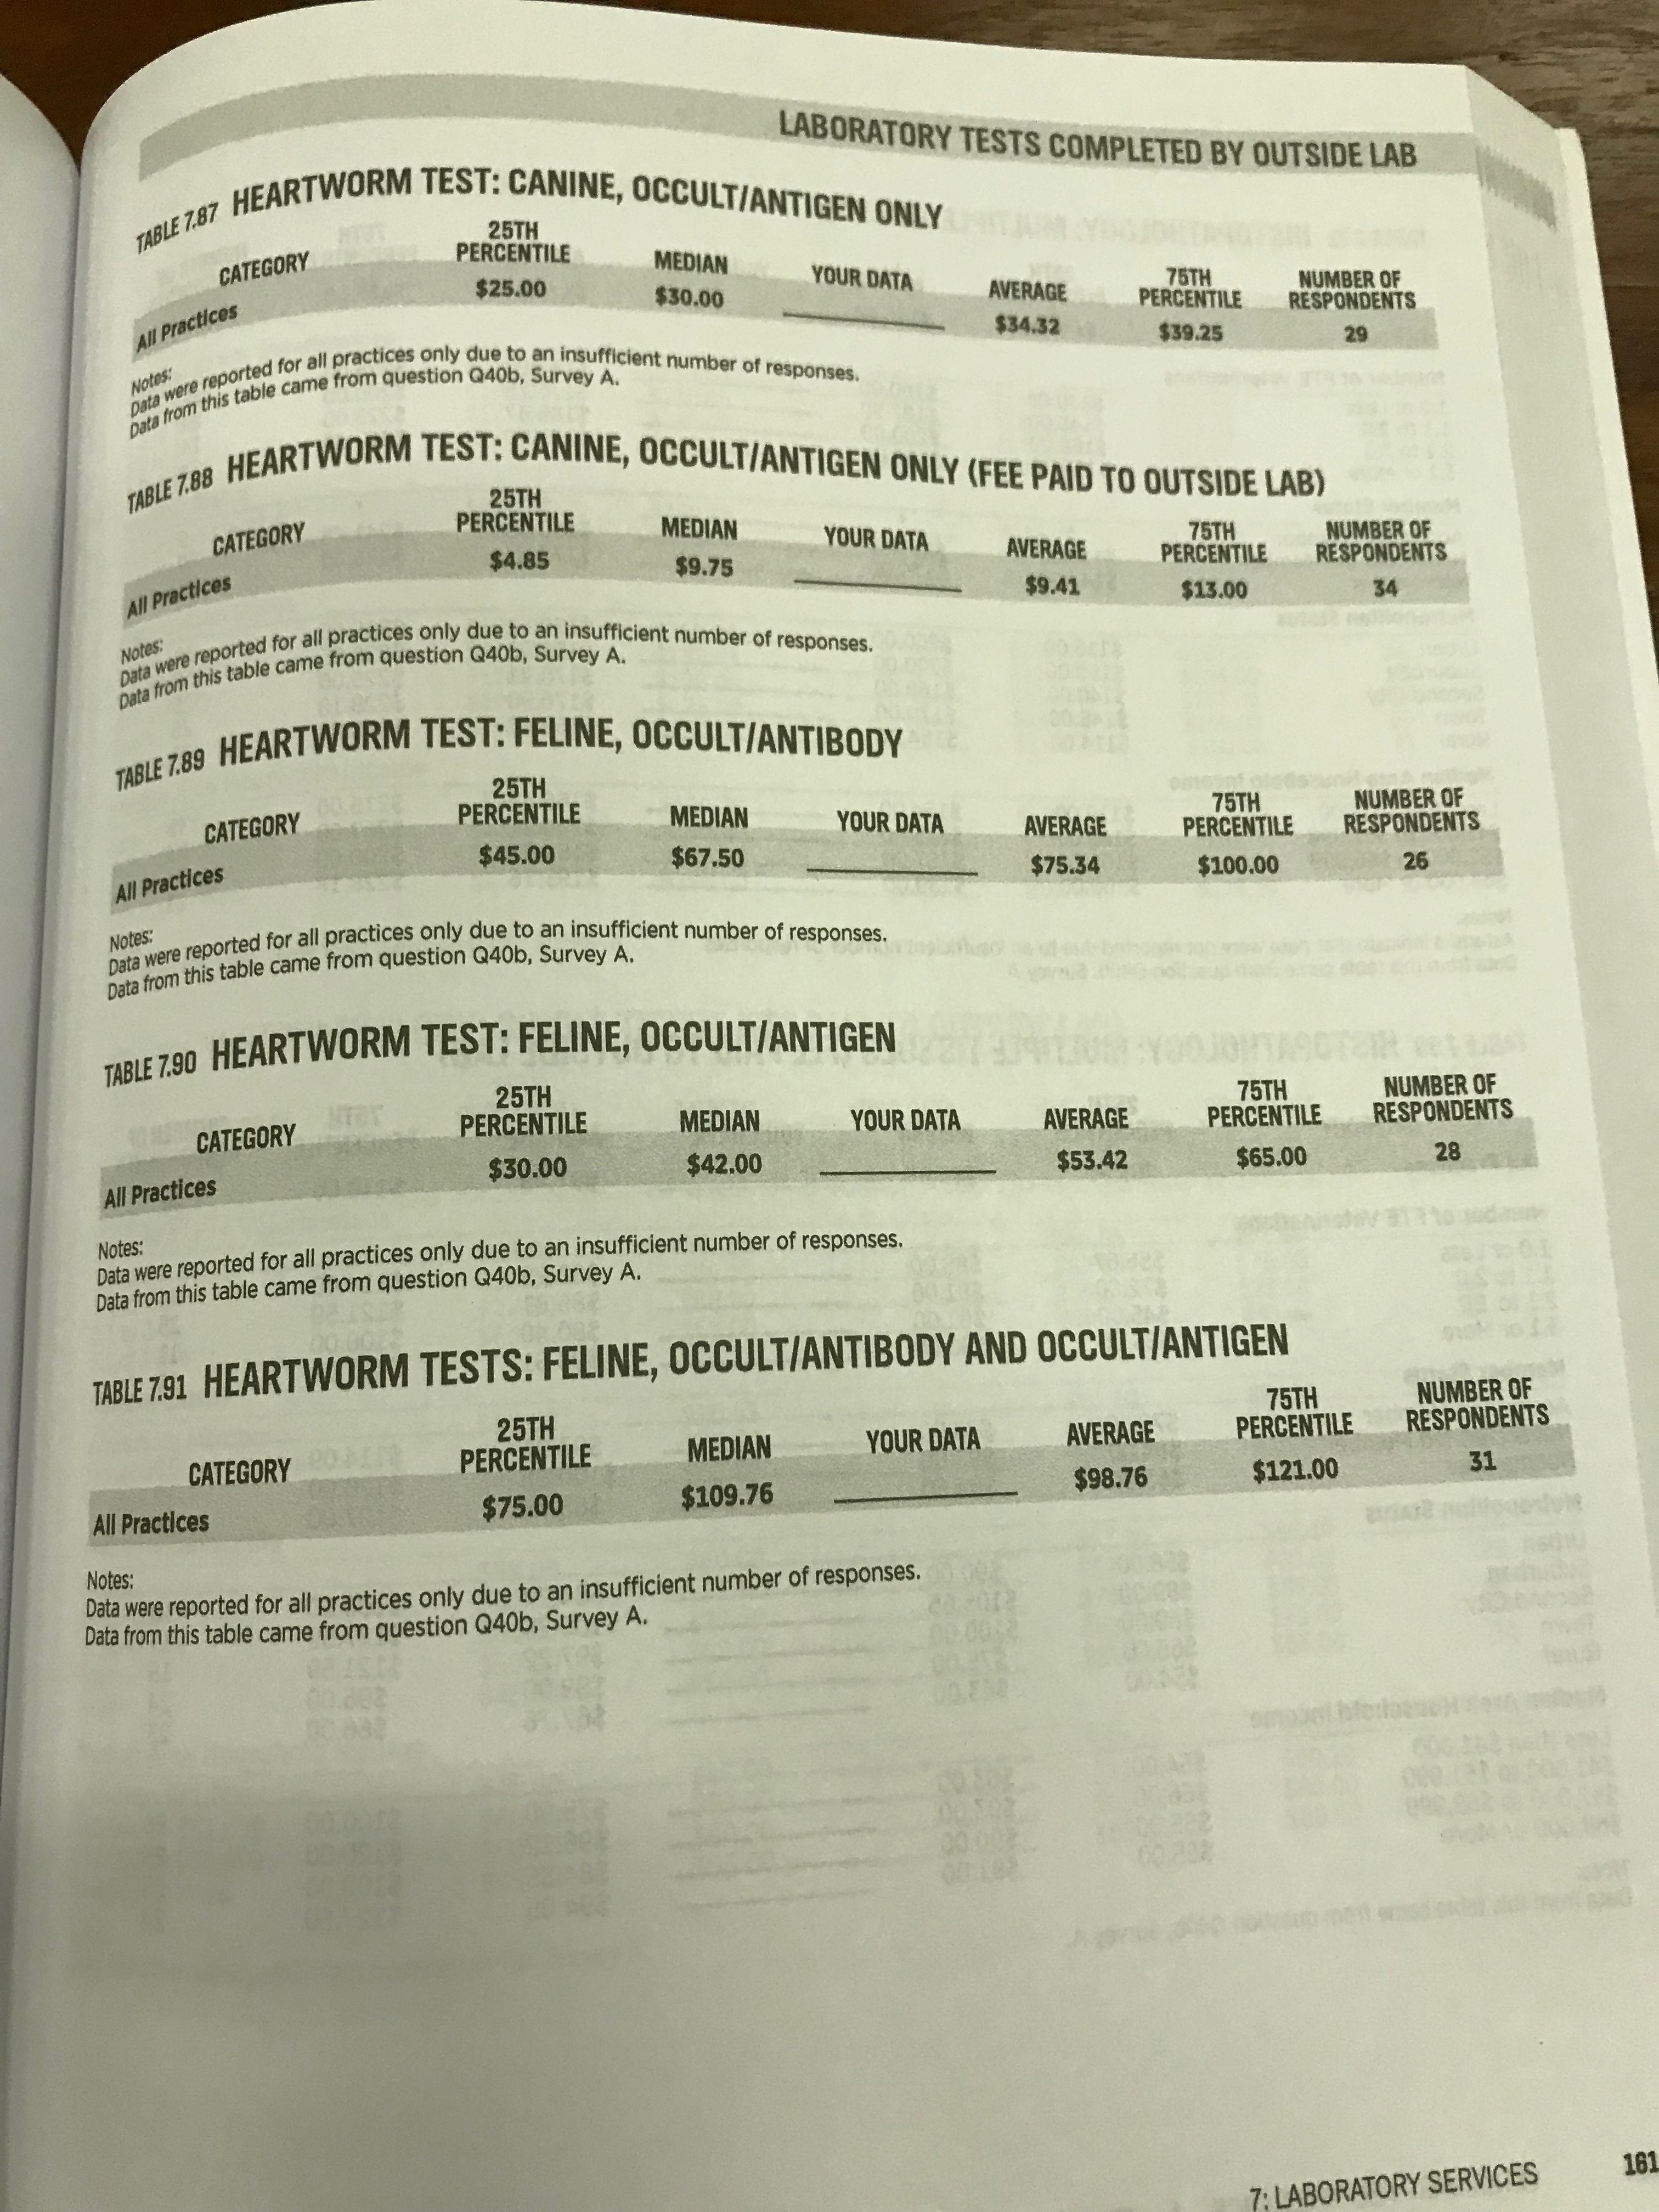 LABORATORY TESTS COMPLETED BY OUTSIDE LAB
TABLE 7.87 HEARTWORM TEST: CANINE, OCCULT/ANTIGEN ONLY
CATEGORY 25TH PERCENTILE MEDIAN YOUR DATA AVERAGE 75TH PERCENTILE NUMBER OF RESPONDENTS
All Practices $25.00 $30.00 $34.32 $39.25 29
Notes:
Data were reported for all practices only due to an insufficient number of responses.
Data from this table came from question Q40b, Survey A.
TABLE 7.88 HEARTWORM TEST: CANINE, OCCULT/ANTIGEN ONLY (FEE PAID TO OUTSIDE LAB)
CATEGORY 25TH PERCENTILE MEDIAN YOUR DATA AVERAGE 75TH PERCENTILE NUMBER OF RESPONDENTS
All Practices $4.85 $9.75 $9.41 $13.00 34
Notes:
Data were reported for all practices only due to an insufficient number of responses.
Data from this table came from question Q40b, Survey A.
TABLE 7.89 HEARTWORM TEST: FELINE, OCCULT/ANTIBODY
CATEGORY 25TH PERCENTILE MEDIAN YOUR DATA AVERAGE 75TH PERCENTILE NUMBER OF RESPONDENTS
All Practices $45.00 $67.50 $75.34 $100.00 26
Notes:
Data were reported for all practices only due to an insufficient number of responses.
Data from this table came from question Q40b, Survey A.
TABLE 7.90 HEARTWORM TEST: FELINE, OCCULT/ANTIGEN
CATEGORY 25TH PERCENTILE MEDIAN YOUR DATA AVERAGE 75TH PERCENTILE NUMBER OF RESPONDENTS
All Practices $30.00 $42.00 $53.42 $65.00 28
Notes:
Data were reported for all practices only due to an insufficient number of responses.
Data from this table came from question Q40b, Survey A.
TABLE 7.91 HEARTWORM TESTS: FELINE, OCCULT/ANTIBODY AND OCCULT/ANTIGEN
CATEGORY 25TH PERCENTILE MEDIAN YOUR DATA AVERAGE 75TH PERCENTILE NUMBER OF RESPONDENTS
All Practices $75.00 $109.76 $98.76 $121.00 31
Notes:
Data were reported for all practices only due to an insufficient number of responses.
Data from this table came from question Q40b, Survey A.
7: LABORATORY SERVICES 161